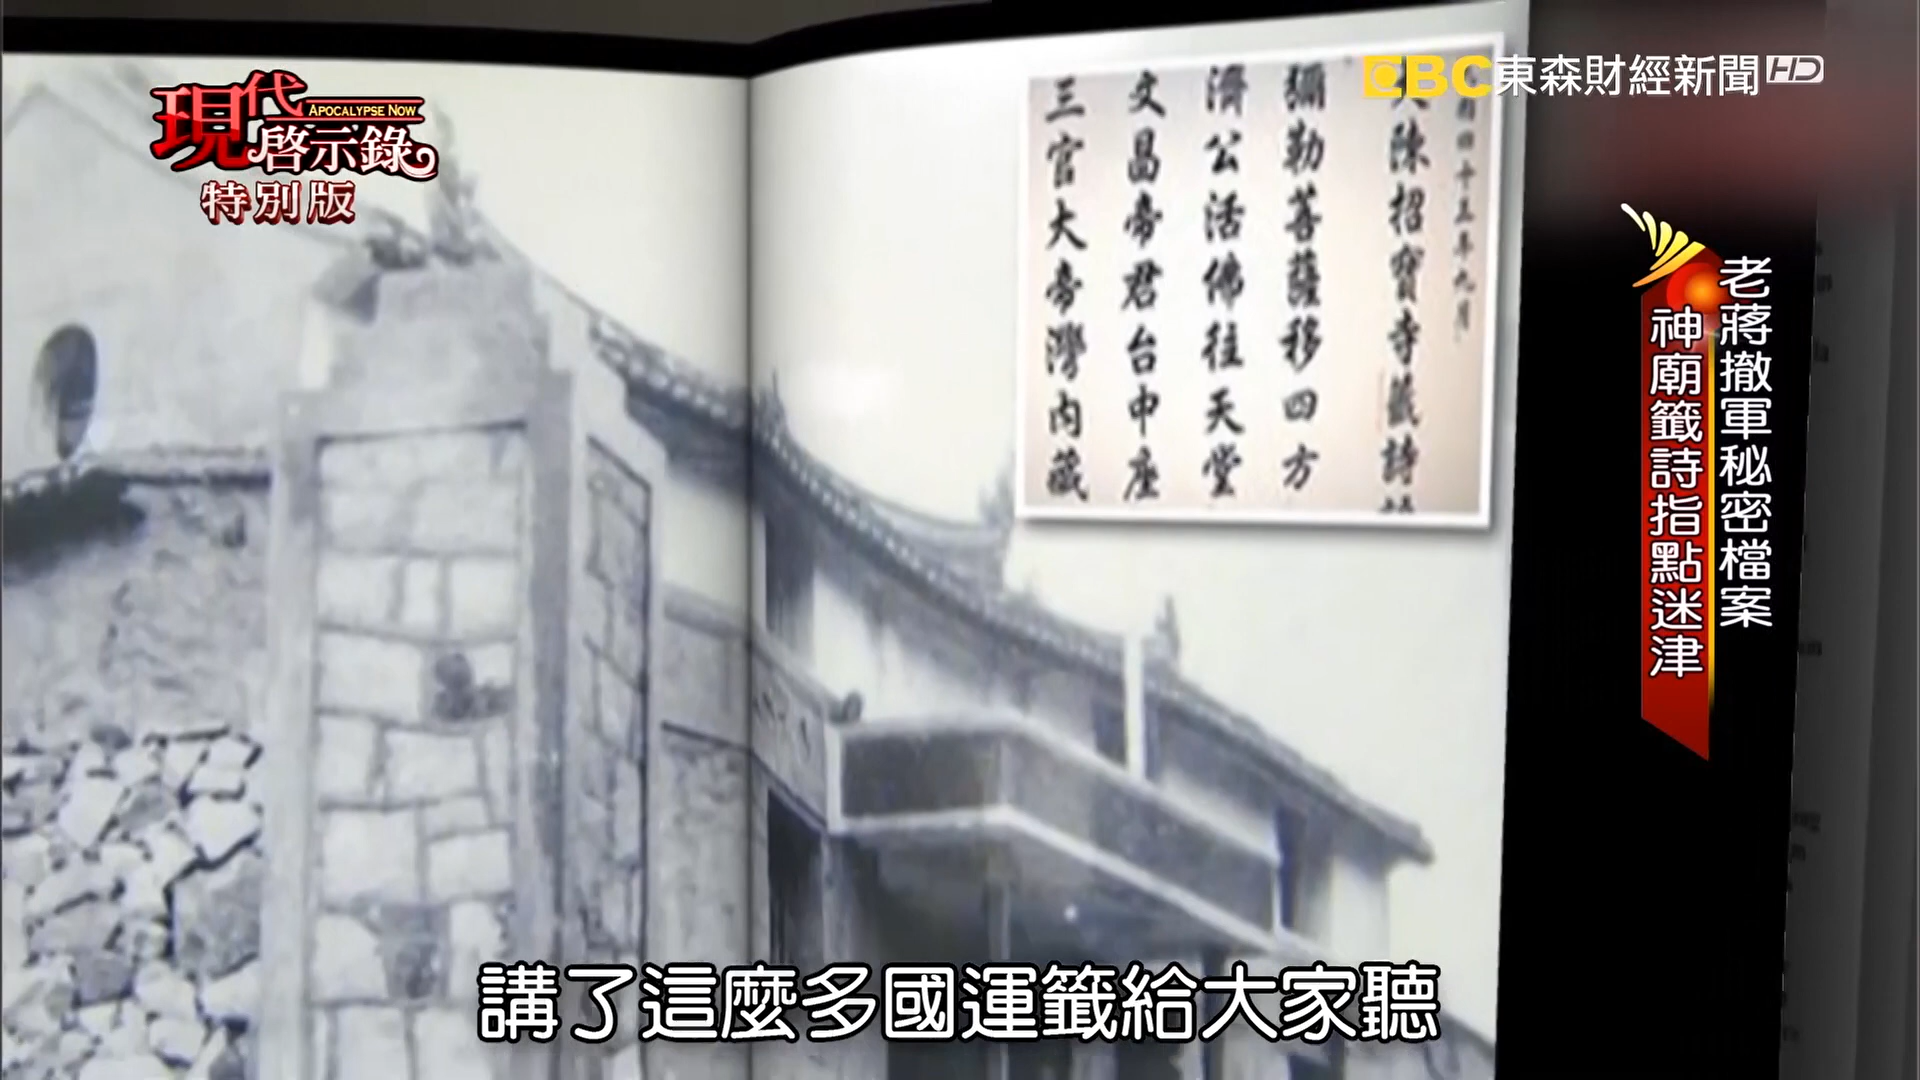 現代啓示錄
APOCALYPSE NOW
特別版
EBC東森財經新聞HD
四十五年九月
大陳招寶寺籤詩
彌勒菩薩移四方
濟公活佛往天堂
文昌帝君台中座
三官大帝灣內藏
老蔣撤軍秘密檔案
神廟籤詩指點迷津
講了這麼多國運籤給大家聽